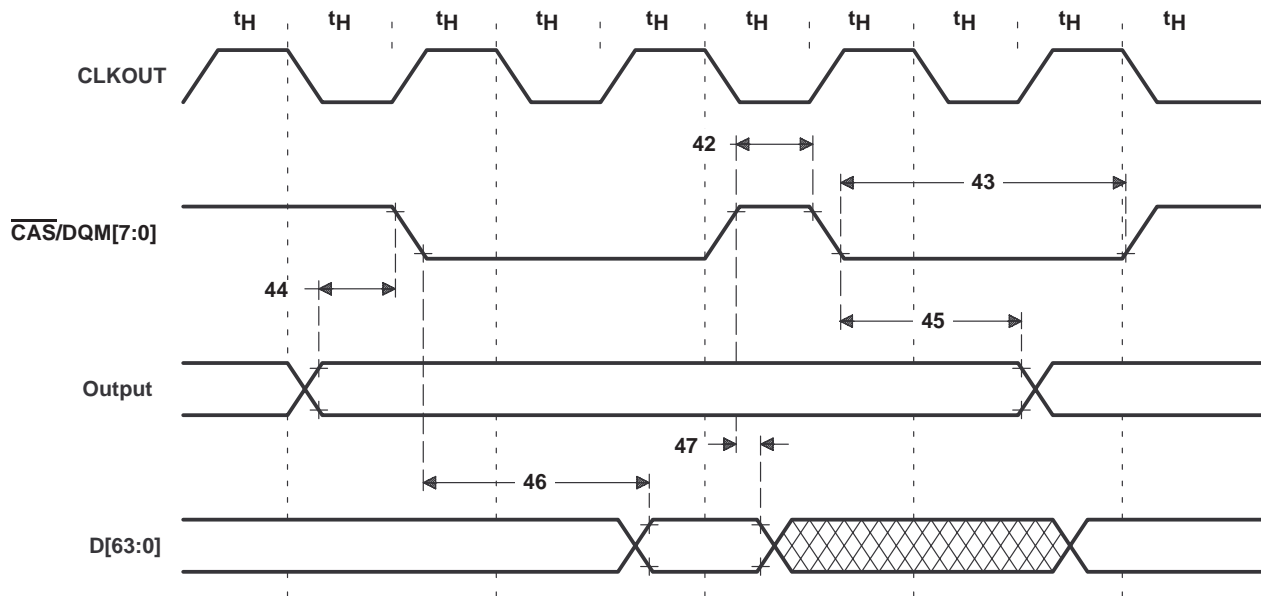 tH tH tH tH tH tH tH tH tH tH
CLKOUT
42
43
CAS/DQM[7:0]
44
45
Output
47
46
D[63:0]